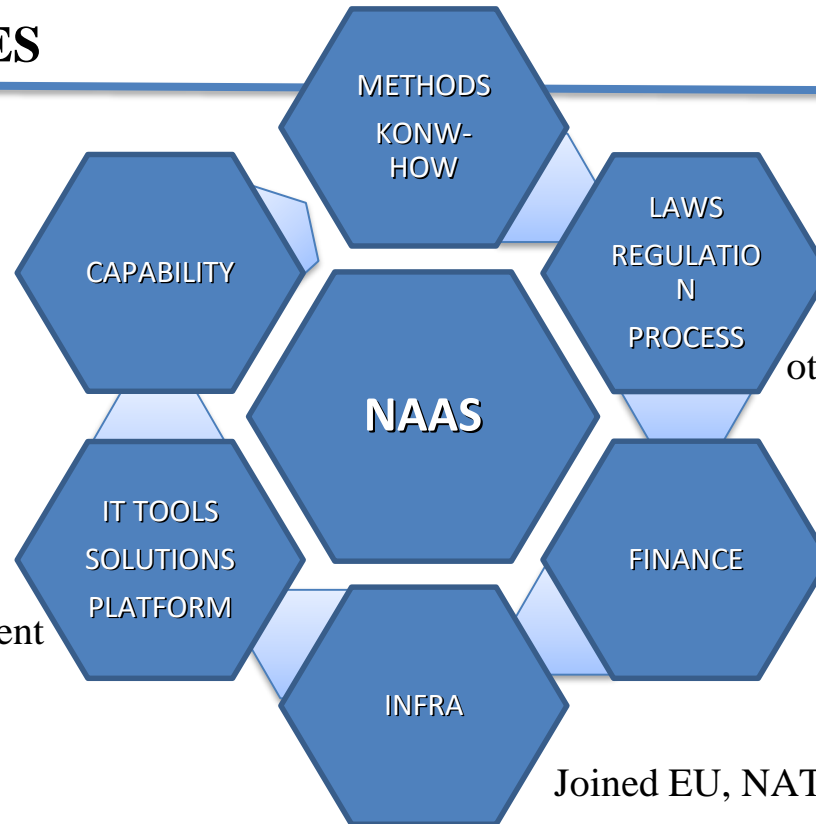 ES
METHODS
KONW-
HOW
LAWS
REGULATIO
N
PROCESS
CAPABILITY
ot
NAAS
IT TOOLS
SOLUTIONS
PLATFORM
FINANCE
ent
INFRA
Joined EU, NAT